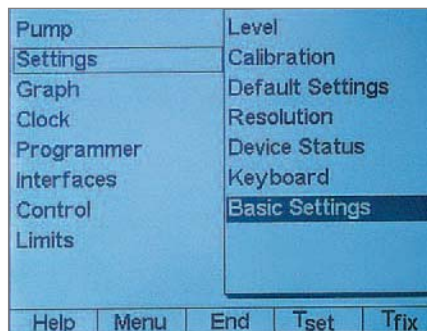 Pump
Settings
Graph
Clock
Programmer
Interfaces
Control
Limits
Level
Calibration
Default Settings
Resolution
Device Status
Keyboard
Basic Settings
Help Menu End Tset Tfix